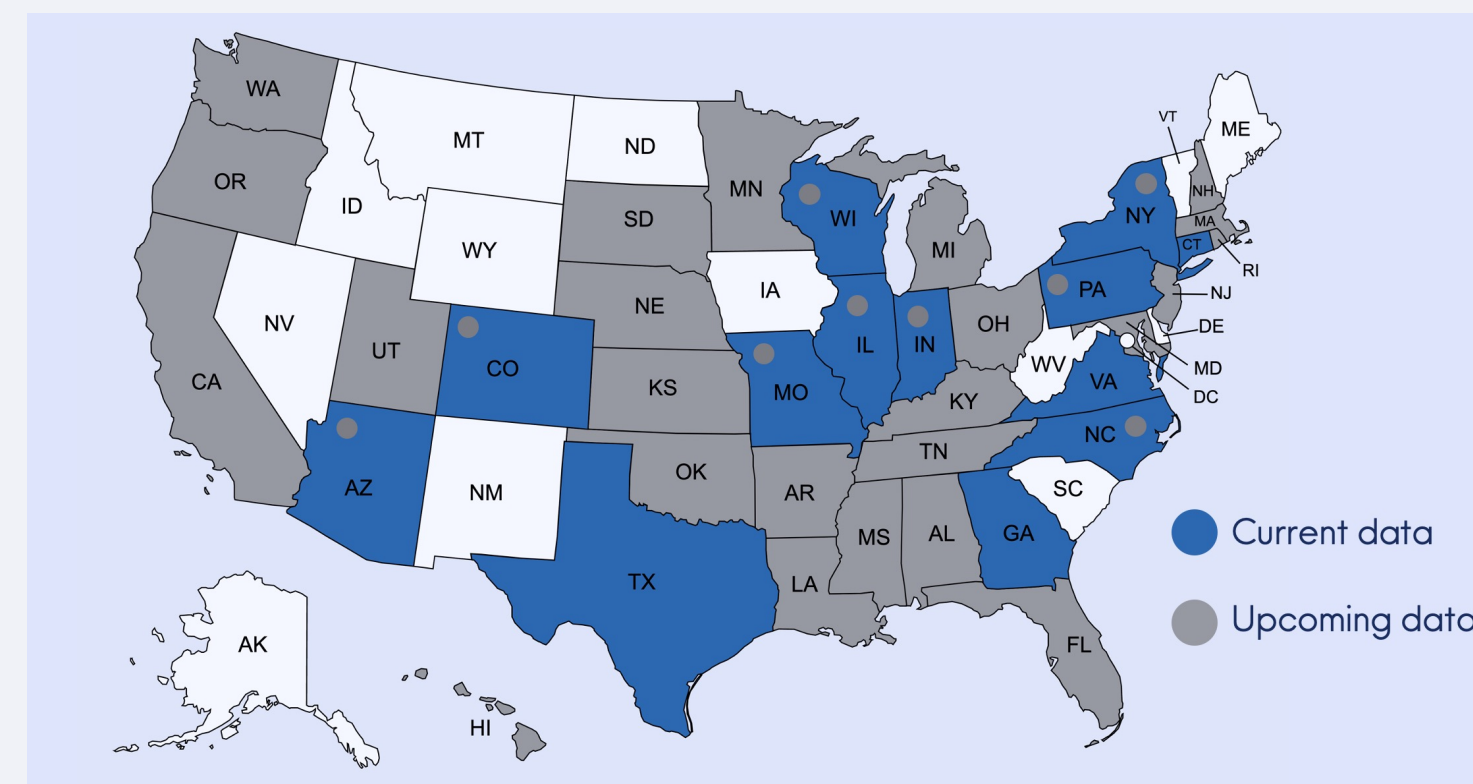 WA
MT
ND
MN
VT
ME
OR
ID
SD
WI
NY
NH
MA
CT
RI
WY
MI
IA
PA
NJ
NE
NV
UT
CO
IL
IN
OH
DE
WV
MD
DC
CA
KS
MO
KY
VA
NC
AZ
NM
OK
AR
TN
SC
MS
AL
GA
Current data
TX
LA
Upcoming data
AK
FL
HI